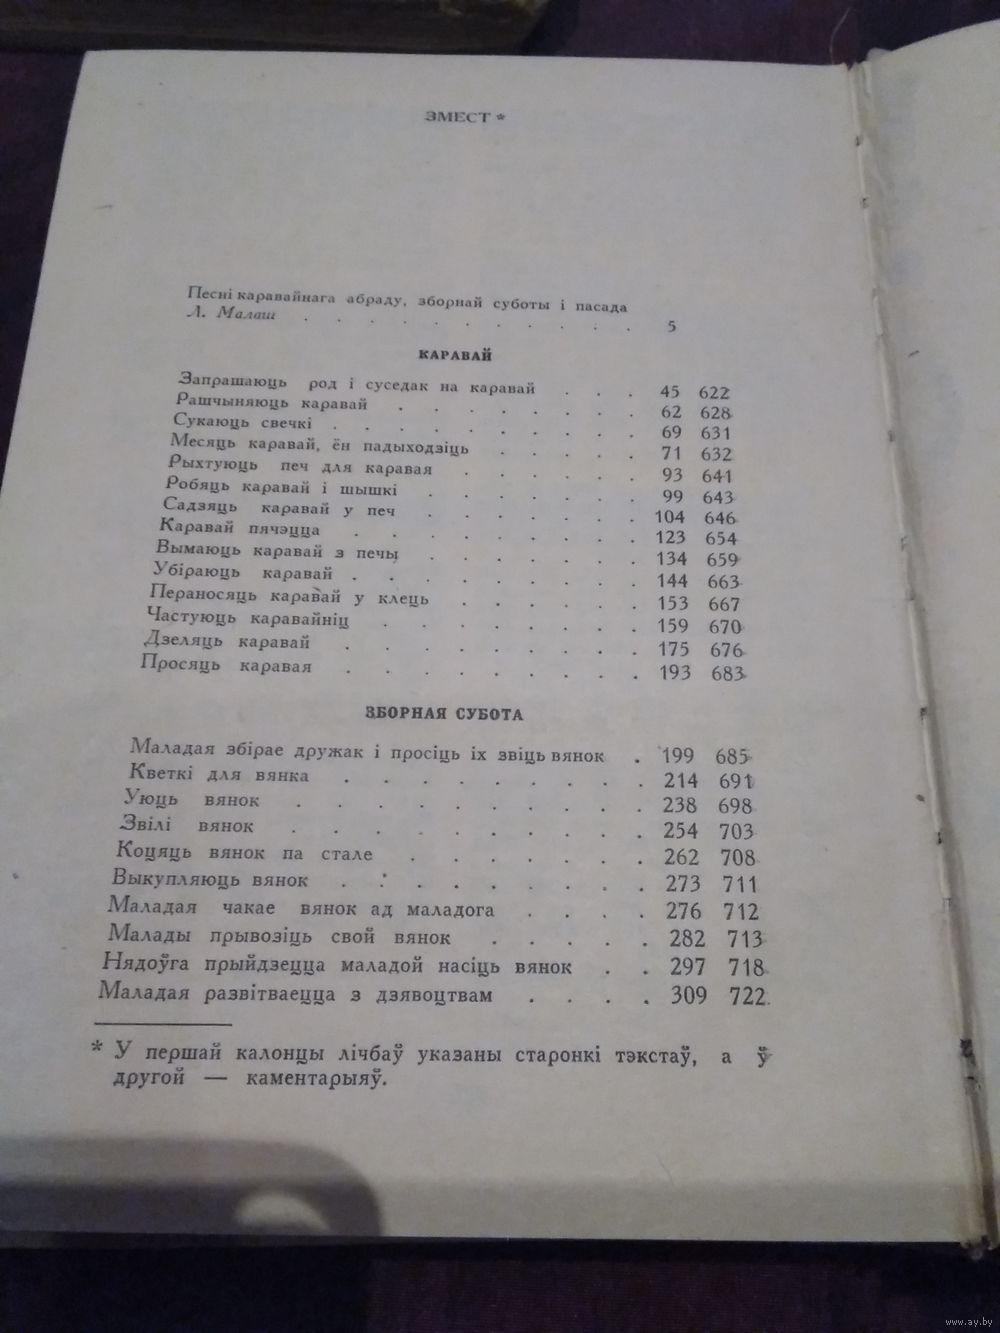 ЗМЕСТ *
Песні каравайнага абраду, зборнай суботы і пасада
Л. Малаш . . . . . . . . . . . 5
КАРАВАЙ
Запрашаюць род і суседак на каравай . . . 45 622
Рашчыняюць каравай . . . . . . . 62 628
Сукаюць свечкі . . . . . . . . . 69 631
Месяць каравай, ён падыходзіць . . . . . 71 632
Рыхтуюць печ для каравая . . . . . . 93 641
Робяць каравай і шышкі . . . . . . . 99 643
Садзяць каравай у печ . . . . . . . 104 646
Каравай пячэцца . . . . . . . . 123 654
Вымаюць каравай з печы . . . . . . . 134 659
Убіраюць каравай . . . . . . . . 144 663
Пераносяць каравай у клець . . . . . . 153 667
Частуюць каравайніц . . . . . . . 159 670
Дзеляць каравай . . . . . . . . 175 676
Просяць каравая . . . . . . . . 193 683
ЗБОРНАЯ СУБОТА
Маладая збірае дружак і просіць іх звіць вянок . 199 685
Кветкі для вянка . . . . . . . . 214 691
Уюць вянок . . . . . . . . . 238 698
Звілі вянок . . . . . . . . . 254 703
Коцяць вянок па стале . . . . . . 262 708
Выкупляюць вянок . . . . . . . . 273 711
Маладая чакае вянок ад маладога . . . . 276 712
Малады прывозіць свой вянок . . . . . 282 713
Нядоўга прыйдзецца маладой насіць вянок . . 297 718
Маладая развітваецца з дзявоцтвам . . . . 309 722
* У першай калонцы лічбаў указаны старонкі тэкстаў, а ў
другой — каментарыяў.
www.ay.by